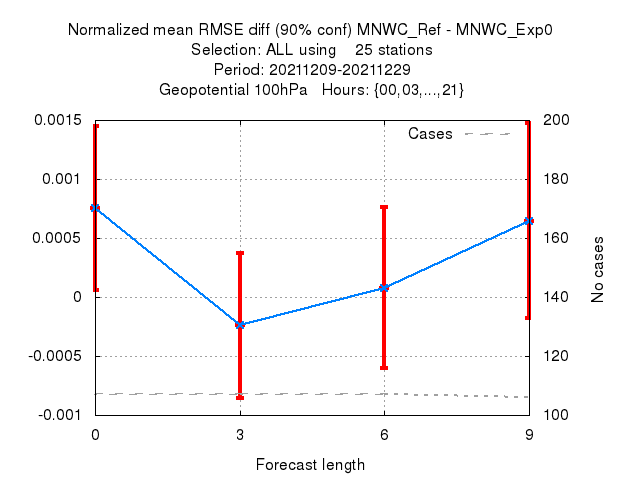 Normalized mean RMSE diff (90% conf) MNWC_Ref - MNWC_Exp0
Selection: ALL using 25 stations
Period: 20211209-20211229
Geopotential 100hPa Hours: {00,03,...,21}
Cases
0.0015
0.001
0.0005
0
-0.0005
-0.001
200
180
160
140
120
100
No cases
0
3
6
9
Forecast length